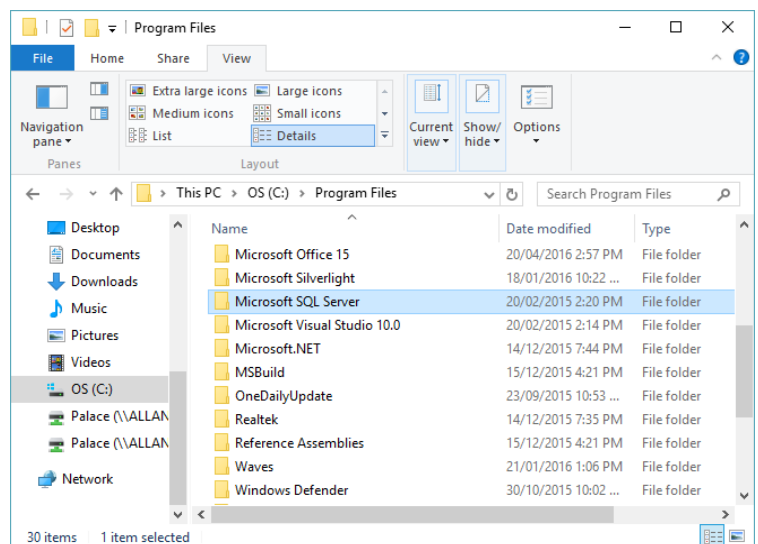 Program Files
File Home Share View
Extra large icons Large icons
Medium icons Small icons
List Details
Navigation pane
Current view
Show/ hide
Options
Panes Layout
This PC > OS (C:) > Program Files Search Program Files
Name Date modified Type
Desktop
Documents
Downloads
Music
Pictures
Videos
OS (C:)
Palace (\\ALLAN
Palace (\\ALLAN
Network
Microsoft Office 15 20/04/2016 2:57 PM File folder
Microsoft Silverlight 18/01/2016 10:22 ... File folder
Microsoft SQL Server 20/02/2015 2:20 PM File folder
Microsoft Visual Studio 10.0 20/02/2015 2:14 PM File folder
Microsoft.NET 14/12/2015 7:44 PM File folder
MSBuild 15/12/2015 4:21 PM File folder
OneDailyUpdate 23/09/2015 10:53 ... File folder
Realtek 14/12/2015 7:35 PM File folder
Reference Assemblies 15/12/2015 4:21 PM File folder
Waves 21/01/2016 1:06 PM File folder
Windows Defender 30/10/2015 10:02 ... File folder
30 items 1 item selected